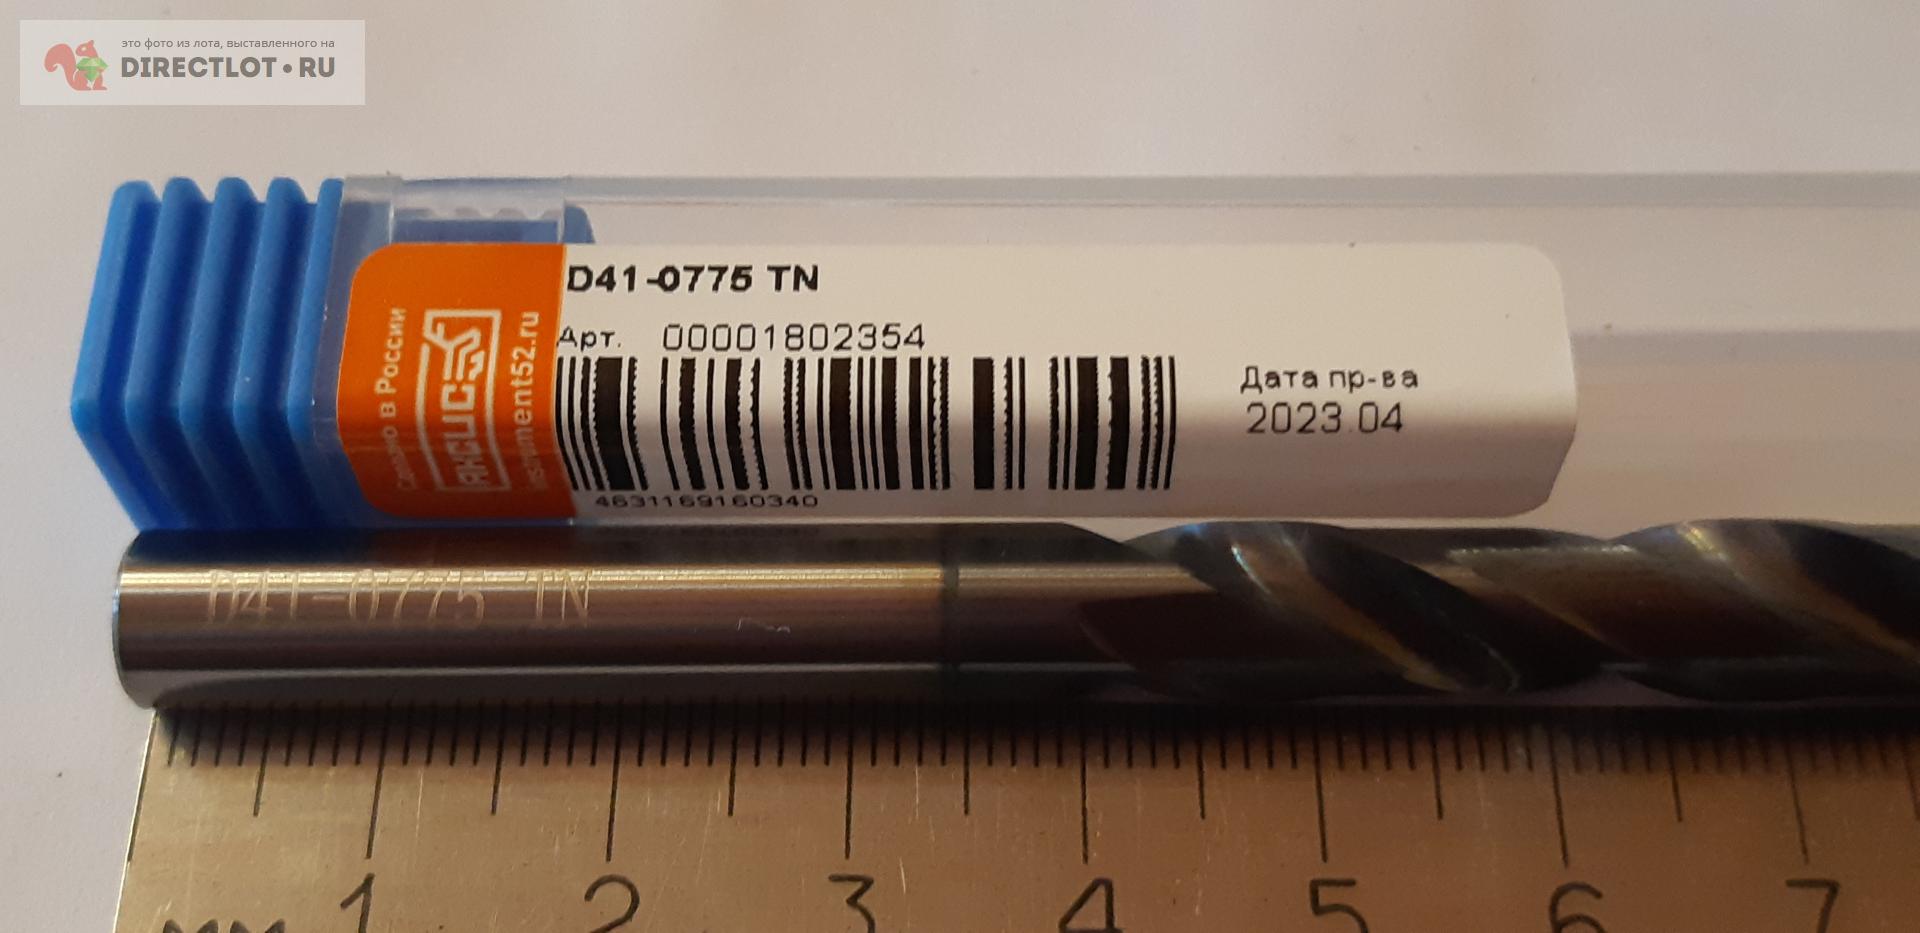 это фото из лота, выставленного на
DIRECTLOT•RU
D41-0775 TN
Арт. 00001802354
Дата пр-ва
2023.04
4631169160340
Сделано в России
instrument52.ru
D41-0775 TN
1 2 3 4 5 6 7